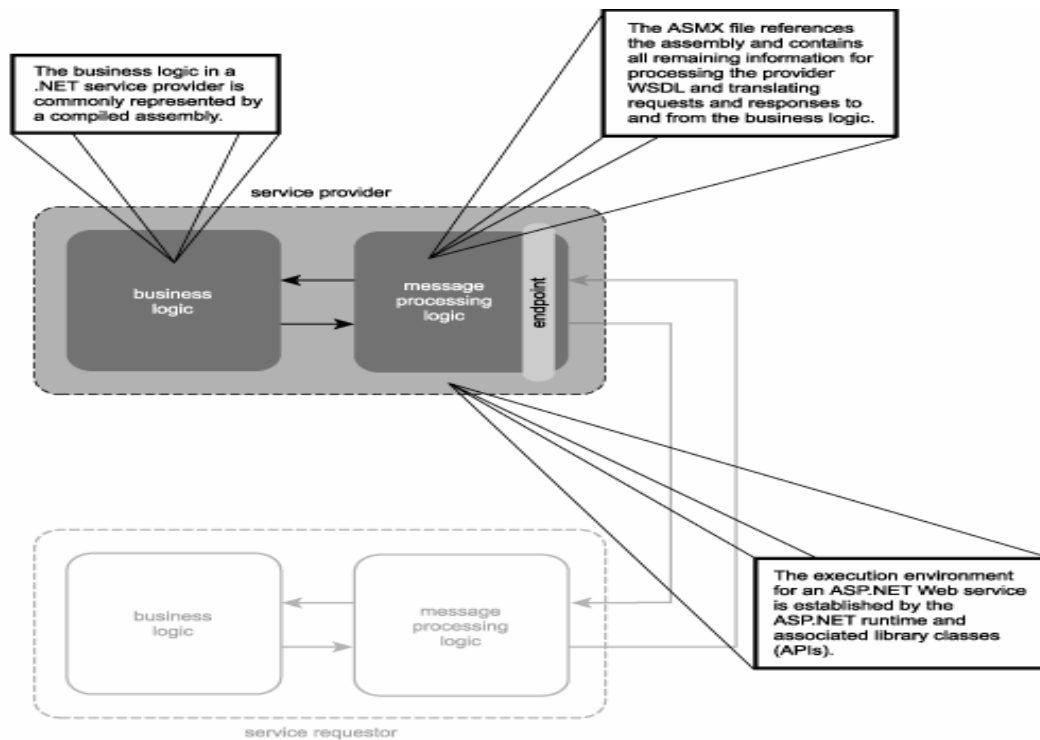 The business logic in a
.NET service provider is
commonly represented by
a compiled assembly.
The ASMX file references
the assembly and contains
all remaining information for
processing the provider
WSDL and translating
requests and responses to
and from the business logic.
service provider
business
logic
message
processing
logic
endpoint
The execution environment
for an ASP.NET Web service
is established by the
ASP.NET runtime and
associated library classes
(APIs).
business
logic
message
processing
logic
service requestor